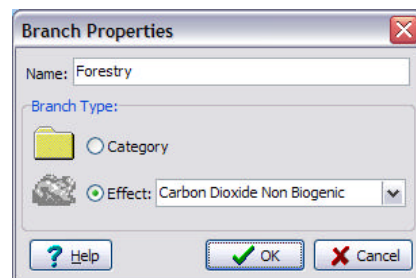 Branch Properties
Name: Forestry
Branch Type:
Category
Effect: Carbon Dioxide Non Biogenic
? Help OK Cancel